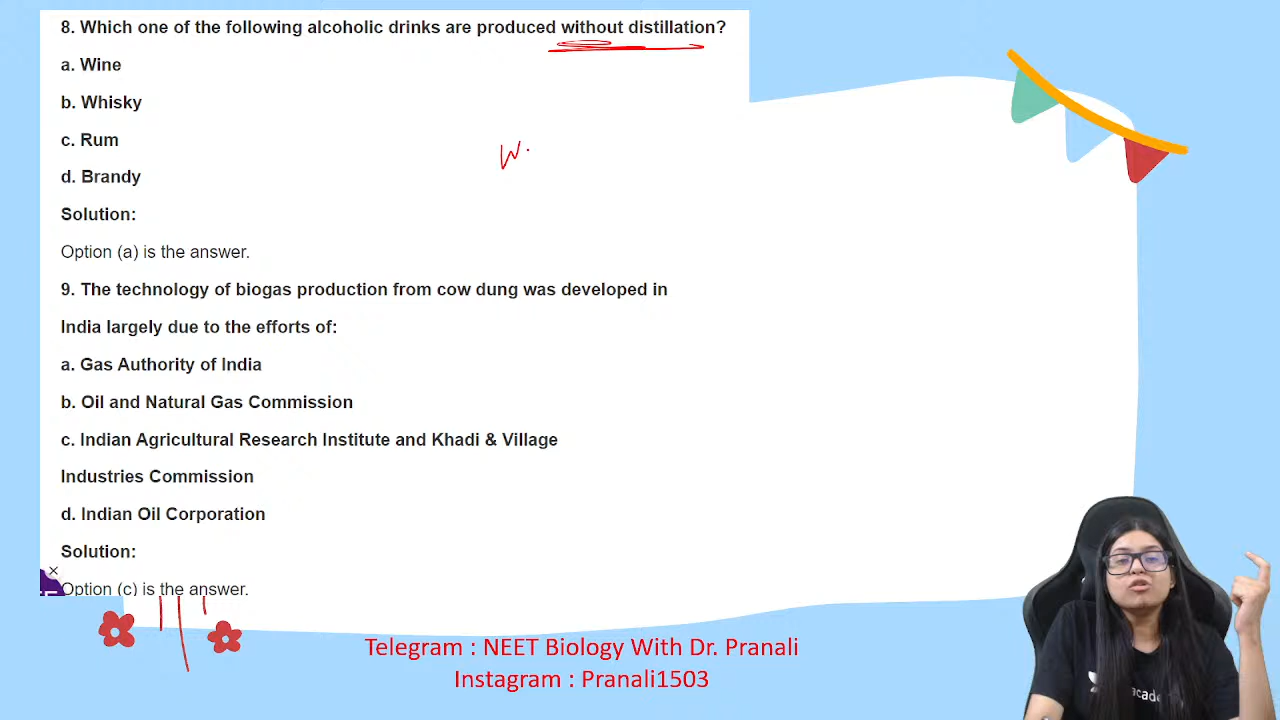 8. Which one of the following alcoholic drinks are produced without distillation?
a. Wine
b. Whisky
c. Rum
d. Brandy
W.
Solution:
Option (a) is the answer.
9. The technology of biogas production from cow dung was developed in
India largely due to the efforts of:
a. Gas Authority of India
b. Oil and Natural Gas Commission
c. Indian Agricultural Research Institute and Khadi & Village
Industries Commission
d. Indian Oil Corporation
Solution:
Option (c) is the answer.
Telegram : NEET Biology With Dr. Pranali
Instagram : Pranali1503